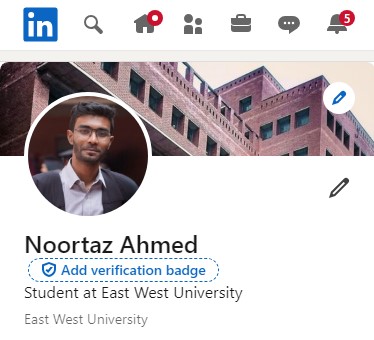 in
5
Noortaz Ahmed
Add verification badge
Student at East West University
East West University